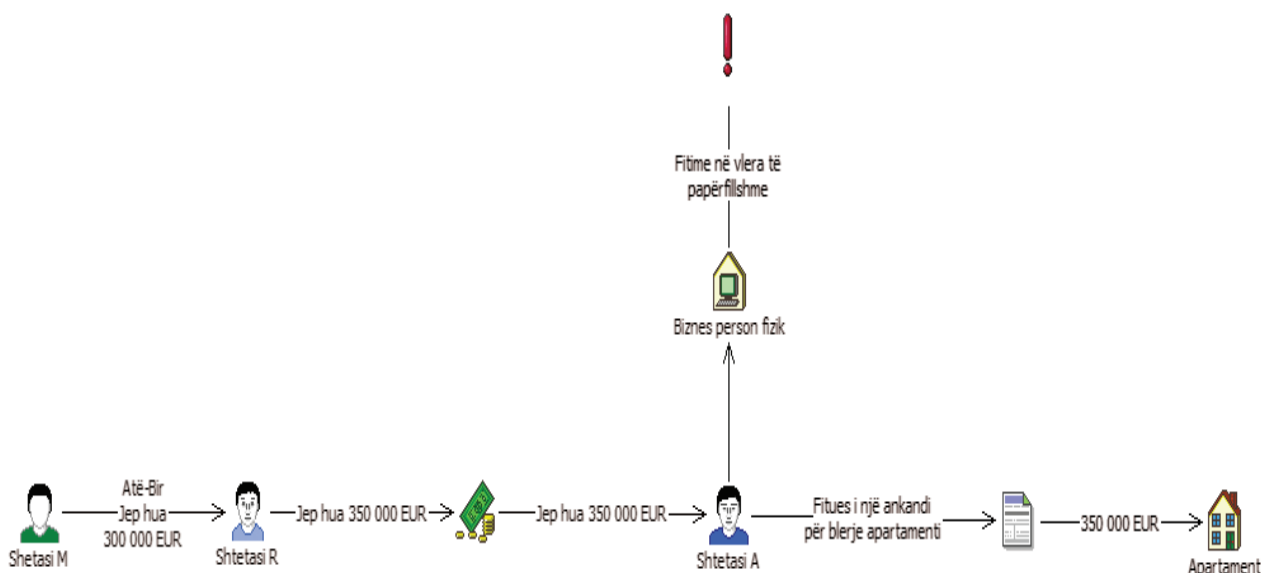 Fitime në vlera të
papërfillshme
Biznes person fizik
Atë-Bir
Jep hua
300 000 EUR
Jep hua 350 000 EUR
Jep hua 350 000 EUR
Fitues i një ankandi
për blerje apartamenti
350 000 EUR
Shetasi M
Shtetasi R
Shtetasi A
Apartament